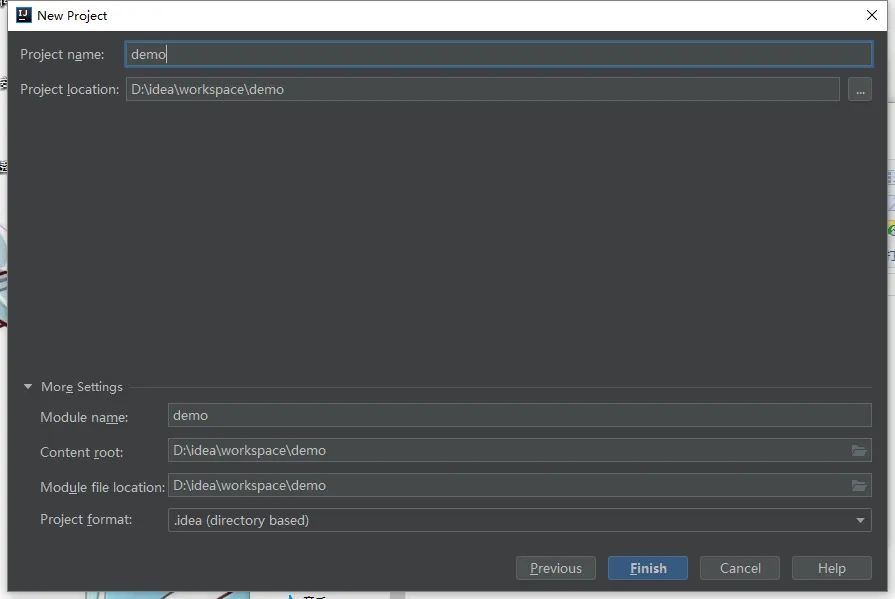 New Project
Project name: demo
Project location: D:\idea\workspace\demo ...
More Settings
Module name: demo
Content root: D:\idea\workspace\demo
Module file location: D:\idea\workspace\demo
Project format: .idea (directory based)
Previous Finish Cancel Help